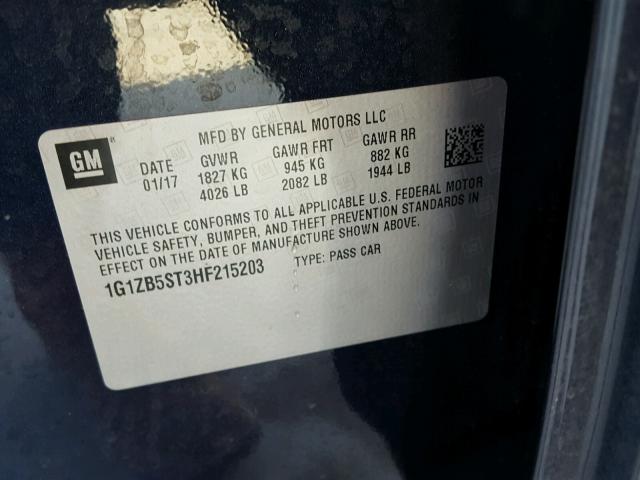 MFD BY GENERAL MOTORS LLC
GM®
DATE GVWR GAWR FRT GAWR RR
01/17 1827 KG 945 KG 882 KG
4026 LB 2082 LB 1944 LB
THIS VEHICLE CONFORMS TO ALL APPLICABLE U.S. FEDERAL MOTOR
VEHICLE SAFETY, BUMPER, AND THEFT PREVENTION STANDARDS IN
EFFECT ON THE DATE OF MANUFACTURE SHOWN ABOVE.
1G1ZB5ST3HF215203 TYPE: PASS CAR